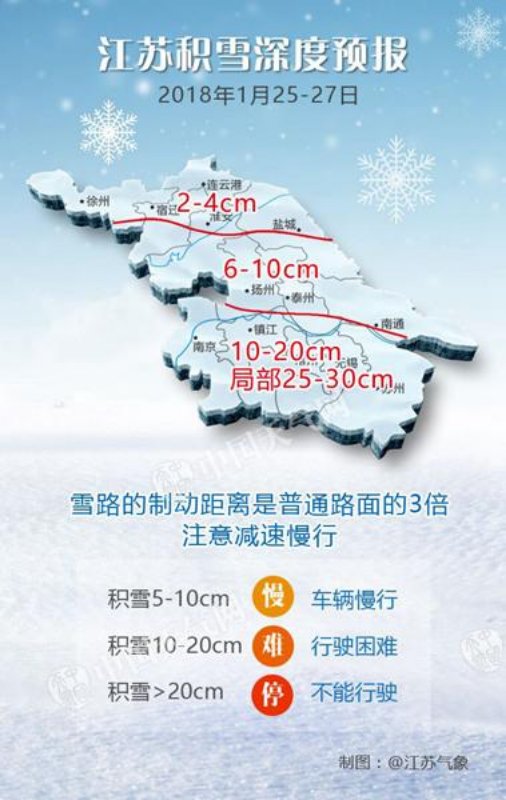 江苏积雪深度预报
2018年1月25-27日
连云港
徐州
宿迁
2-4cm
淮安
盐城
6-10cm
扬州
泰州
南通
镇江
南京
10-20cm
无锡
局部25-30cm
苏州
雪路的制动距离是普通路面的3倍
注意减速慢行
积雪5-10cm 慢 车辆慢行
积雪10-20cm 难 行驶困难
积雪>20cm 停 不能行驶
制图：@江苏气象